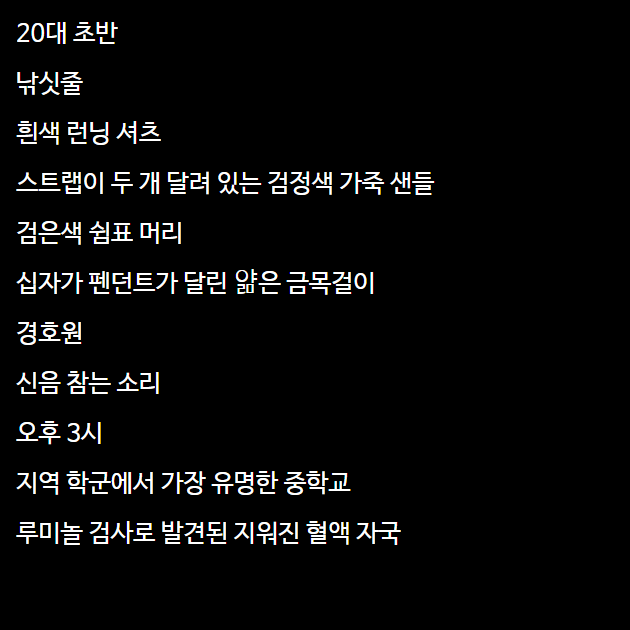 20대 초반
낚싯줄
흰색 런닝 셔츠
스트랩이 두 개 달려 있는 검정색 가죽 샌들
검은색 쉼표 머리
십자가 펜던트가 달린 얇은 금목걸이
경호원
신음 참는 소리
오후 3시
지역 학군에서 가장 유명한 중학교
루미놀 검사로 발견된 지워진 혈액 자국